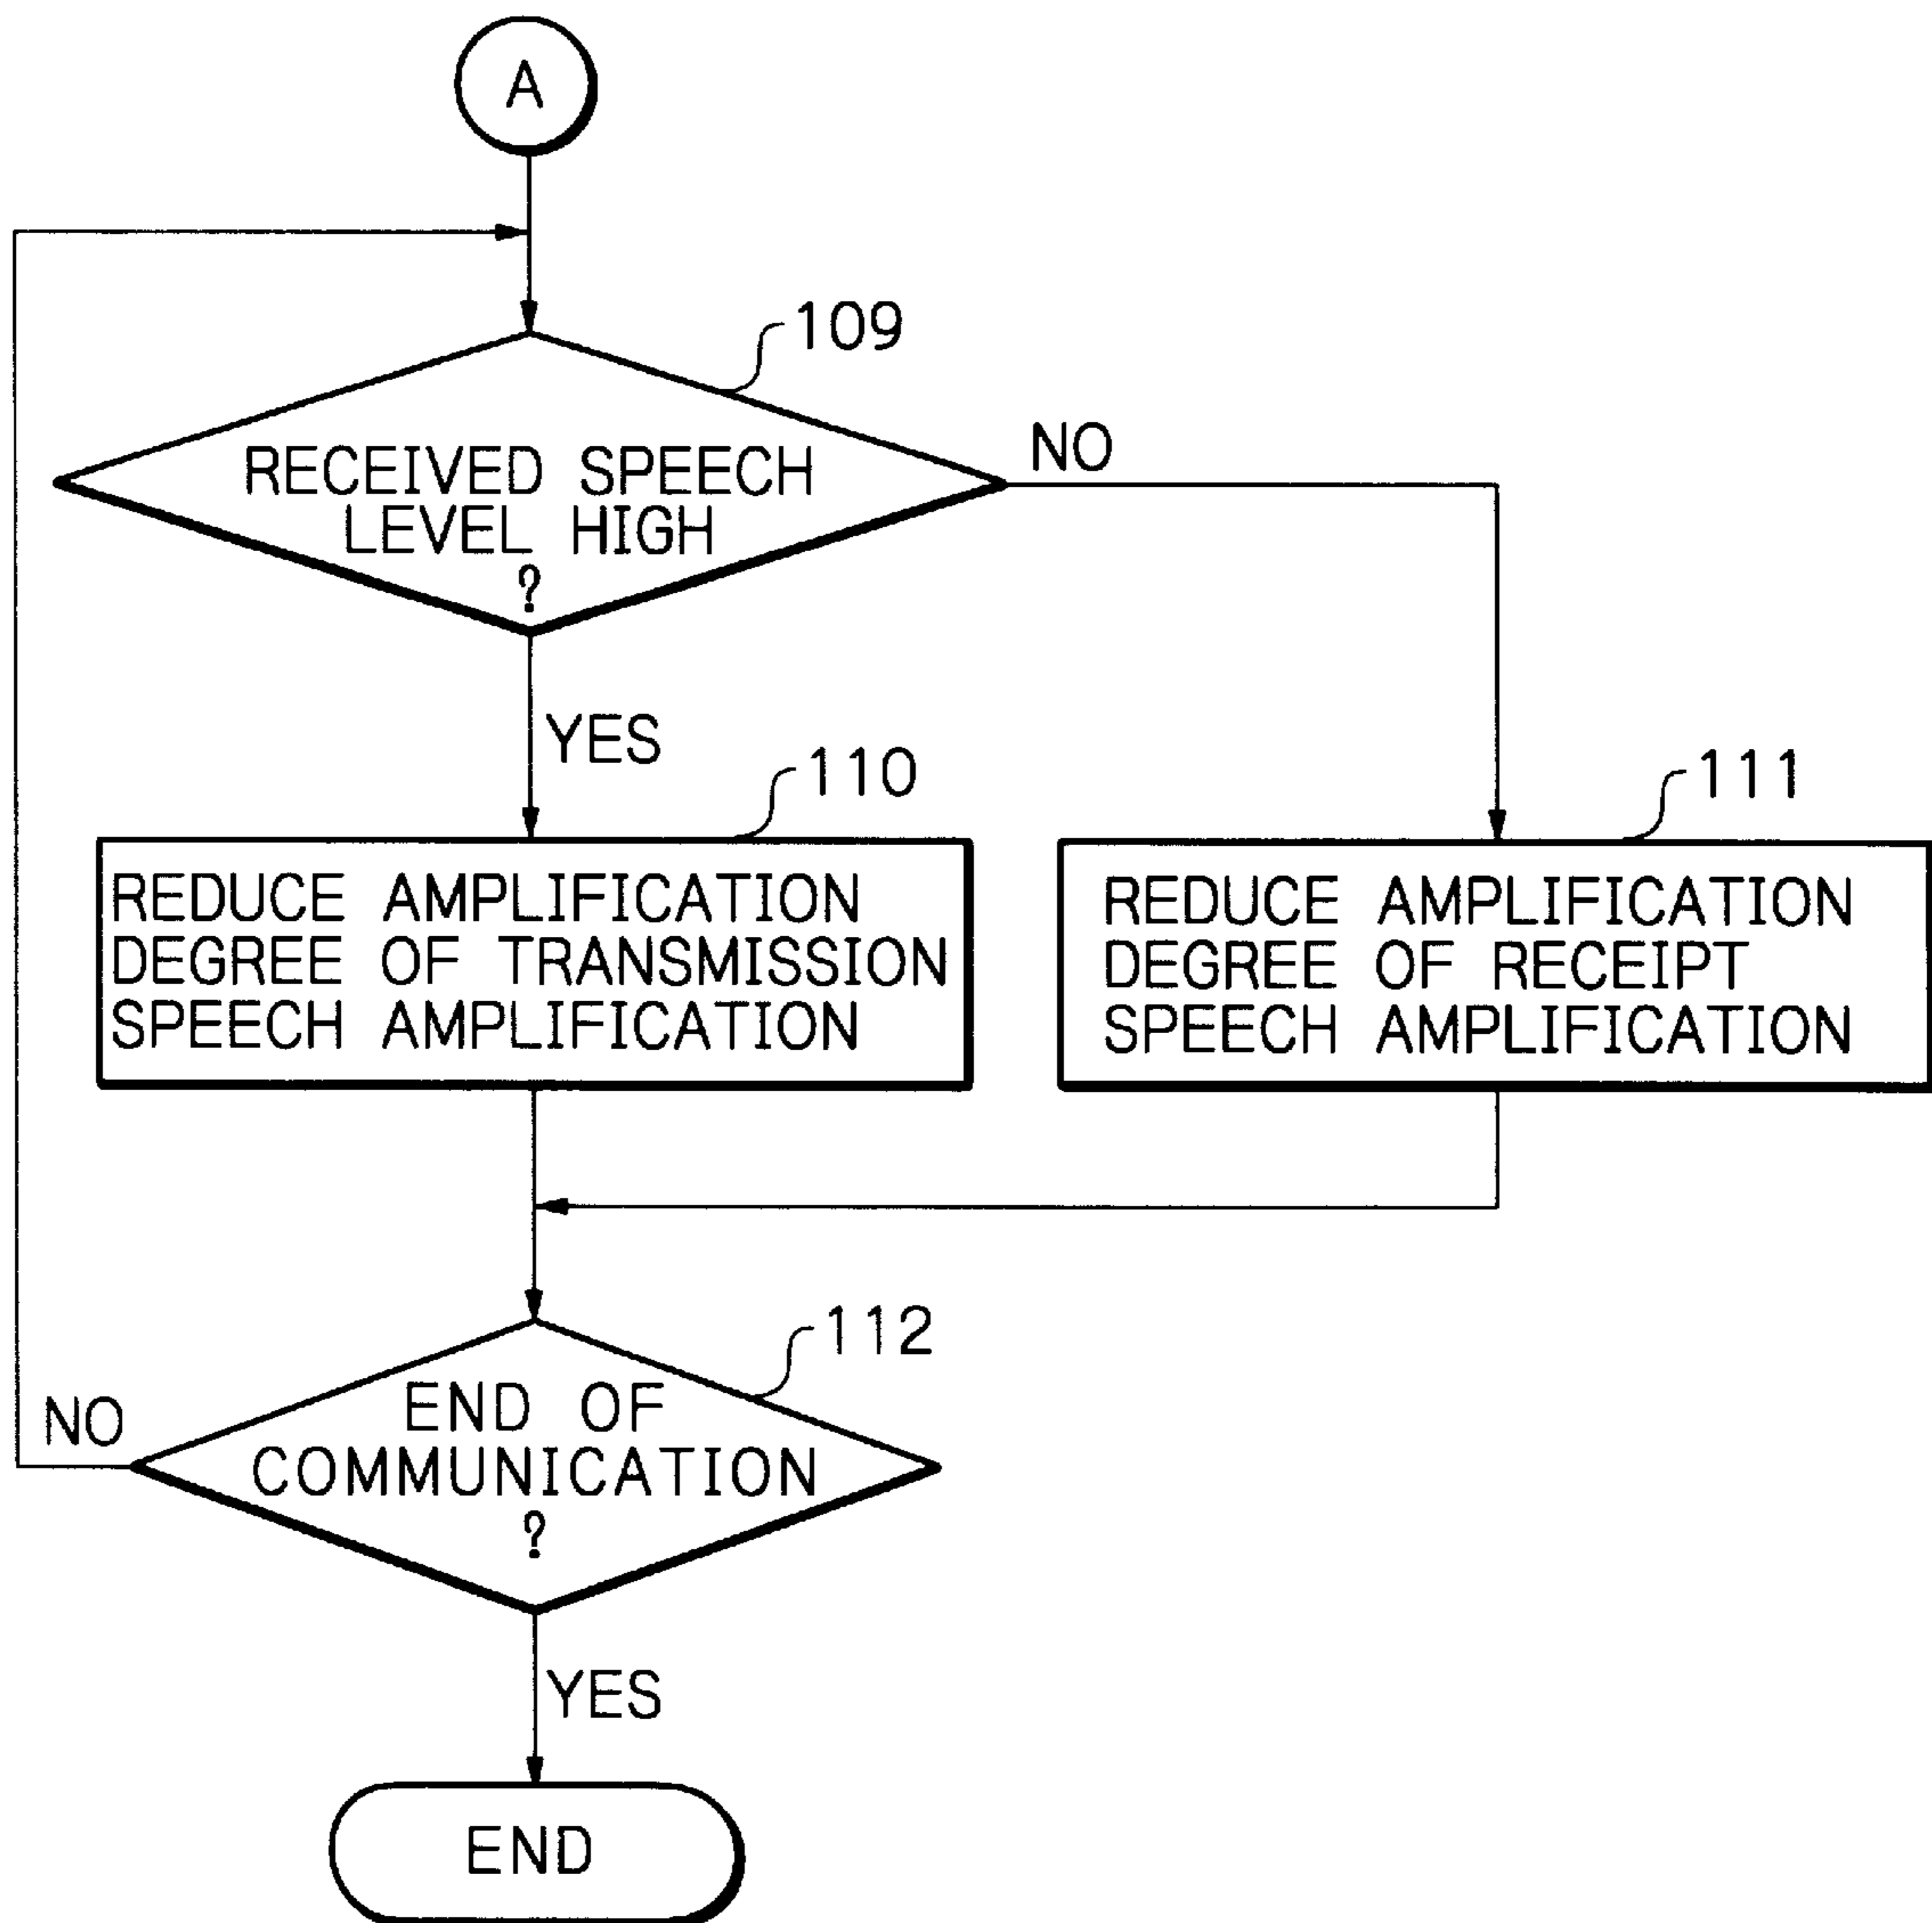 A
109
RECEIVED SPEECH
LEVEL HIGH
?
NO
YES
110
REDUCE AMPLIFICATION
DEGREE OF TRANSMISSION
SPEECH AMPLIFICATION
111
REDUCE AMPLIFICATION
DEGREE OF RECEIPT
SPEECH AMPLIFICATION
112
END OF
COMMUNICATION
?
NO
YES
END